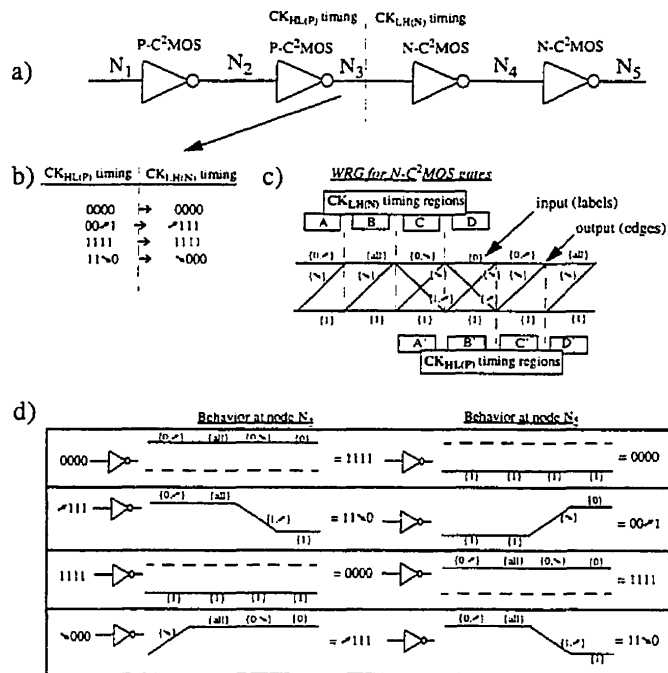 CK_HL(P) timing CK_LH(N) timing
P-C²MOS P-C²MOS N-C²MOS N-C²MOS
a) N₁ N₂ N₃ N₄ N₅
b) CK_HL(P) timing CK_LH(N) timing
0000 → 0000
00↗1 → ↗111
1111 → 1111
11↘0 → ↘000
c) WRG for N-C²MOS gates
CK_LH(N) timing regions
input (labels)
A B C D
output (edges)
{0,↘} {all} {0,↘} {0} {0,↗} {all}
{↘} {↘} {↘} {↘}
{1} {1} {1} {1} {1} {1}
A' B' C' D'
CK_HL(P) timing regions
d) Behavior at node Behavior at node N₅
0000 {0,↗} {all} {0,↘} {0} = 1111 {1} {1} {1} {1} = 0000
↗111 {0,↗} {all} {1,↗} {1} = 11↘0 {1} {1} {↘} {0} = 00↗1
1111 {1} {1} {1} {1} = 0000 {0,↗} {all} {0,↘} {0} = 1111
↘000 {↘} {all} {0↘} {0} = ↗111 {0,↗} {all} {1,↗} {1} = 11↘0